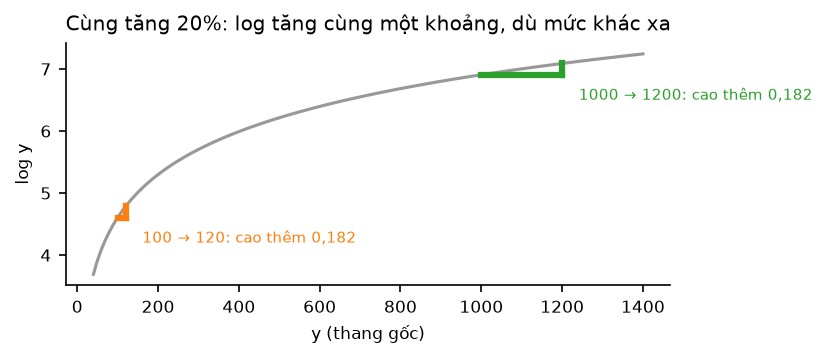 Cùng tăng 20%: log tăng cùng một khoảng, dù mức khác xa
7
6
5
4
log y
1000 → 1200: cao thêm 0,182
100 → 120: cao thêm 0,182
0 200 400 600 800 1000 1200 1400
y (thang gốc)